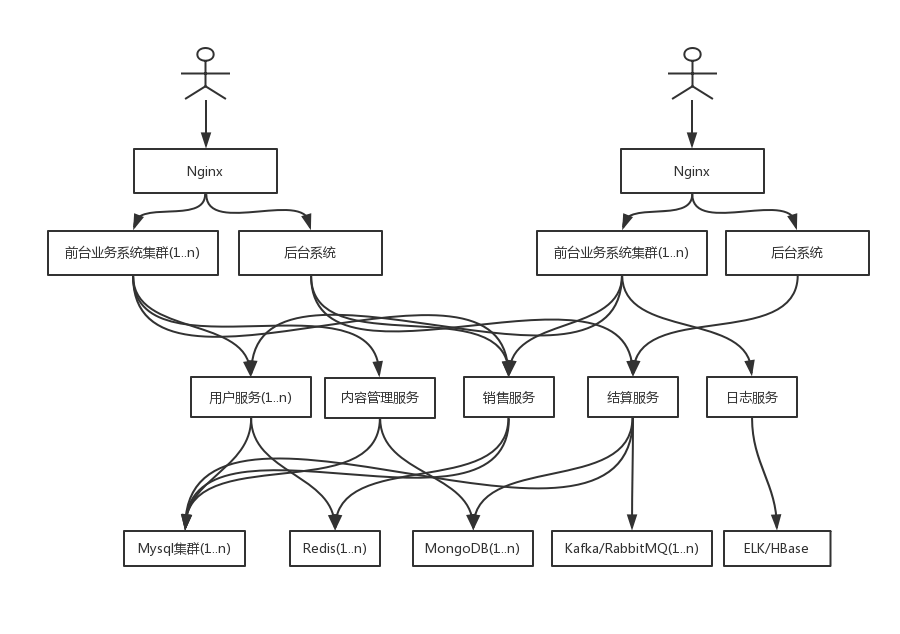 Nginx
Nginx
前台业务系统集群(1..n)
后台系统
前台业务系统集群(1..n)
后台系统
用户服务(1..n)
内容管理服务
销售服务
结算服务
日志服务
Mysql集群(1..n)
Redis(1..n)
MongoDB(1..n)
Kafka/RabbitMQ(1..n)
ELK/HBase